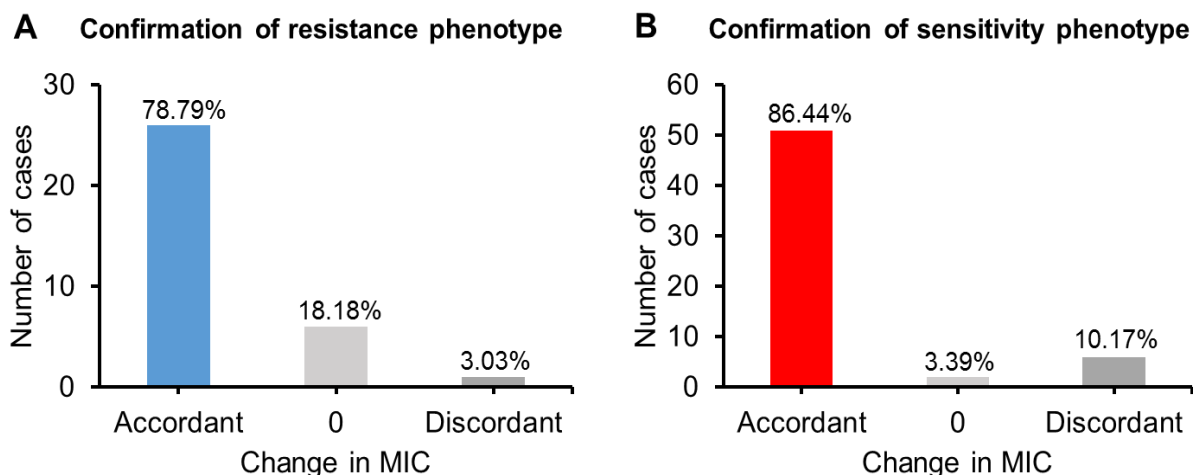 A Confirmation of resistance phenotype
Number of cases
30
20
10
0
78.79%
18.18%
3.03%
Accordant 0 Discordant
Change in MIC
B Confirmation of sensitivity phenotype
Number of cases
60
50
40
30
20
10
0
86.44%
3.39%
10.17%
Accordant 0 Discordant
Change in MIC